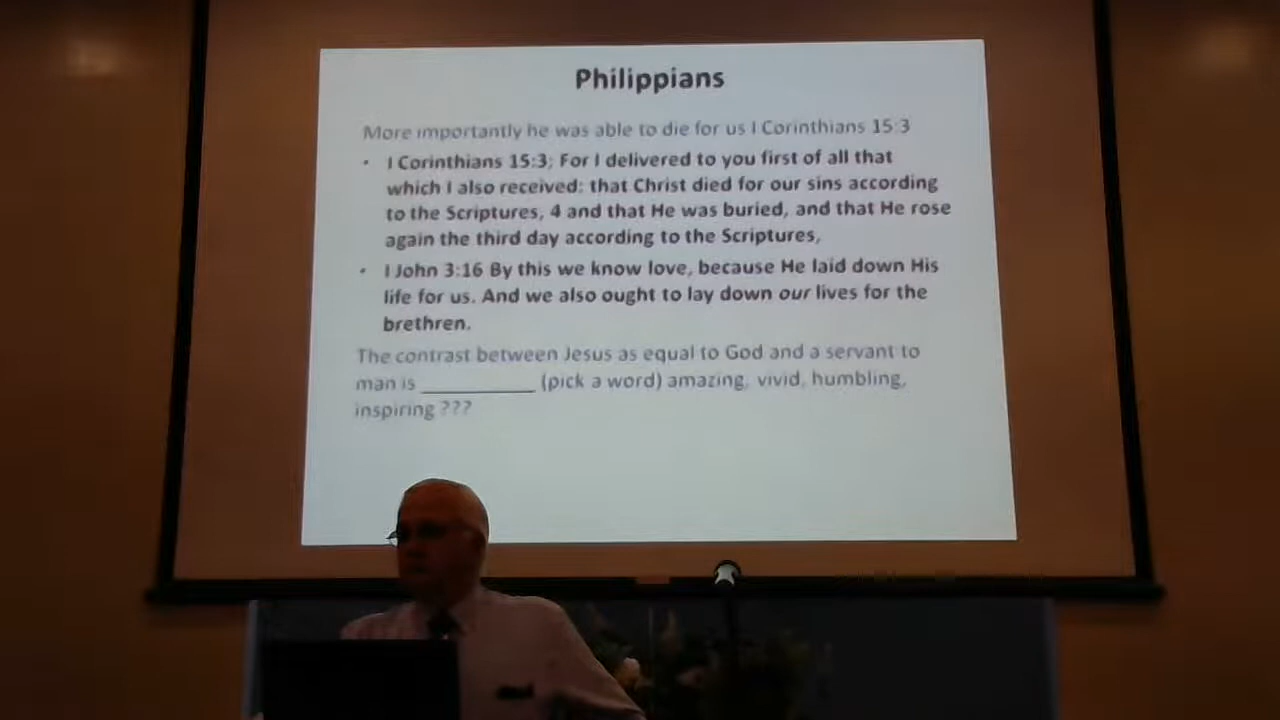 Philippians
More importantly he was able to die for us I Corinthians 15:3
• I Corinthians 15:3; For I delivered to you first of all that
which I also received: that Christ died for our sins according
to the Scriptures, 4 and that He was buried, and that He rose
again the third day according to the Scriptures,
• I John 3:16 By this we know love, because He laid down His
life for us. And we also ought to lay down our lives for the
brethren.
The contrast between Jesus as equal to God and a servant to
man is __________ (pick a word) amazing, vivid, humbling,
inspiring ???